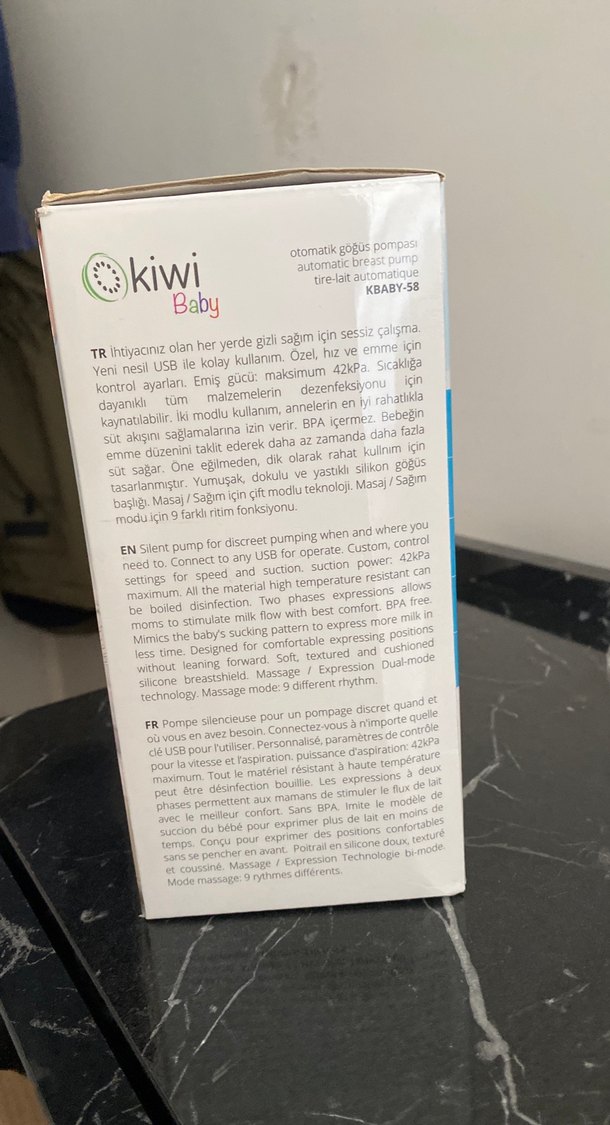 kiwi
Baby
otomatik göğüs pompası
automatic breast pump
tire-lait automatique
KBABY-58
TR İhtiyacınız olan her yerde gizli sağım için sessiz çalışma.
Yeni nesil USB ile kolay kullanım. Özel, hız ve emme için
kontrol ayarları. Emiş gücü: maksimum 42kPa. Sıcaklığa
dayanıklı tüm malzemelerin dezenfeksiyonu için
kaynatılabilir. İki modlu kullanım, annelerin en iyi rahatlıkla
süt akışını sağlamalarına izin verir. BPA içermez. Bebeğin
emme düzenini taklit ederek daha az zamanda daha fazla
süt sağar. Öne eğilmeden, dik olarak rahat kullnım için
tasarlanmıştır. Yumuşak, dokulu ve yastıklı silikon göğüs
başlığı. Masaj / Sağım için çift modlu teknoloji. Masaj / Sağım
modu için 9 farklı ritim fonksiyonu.
EN Silent pump for discreet pumping when and where you
need to. Connect to any USB for operate. Custom, control
settings for speed and suction. suction power: 42kPa
maximum. All the material high temperature resistant can
be boiled disinfection. Two phases expressions allows
moms to stimulate milk flow with best comfort. BPA free.
Mimics the baby's sucking pattern to express more milk in
less time. Designed for comfortable expressing positions
without leaning forward. Soft, textured and cushioned
silicone breastshield. Massage / Expression Dual-mode
technology. Massage mode: 9 different rhythm.
FR Pompe silencieuse pour un pompage discret quand et
où vous en avez besoin. Connectez-vous à n'importe quelle
clé USB pour l'utiliser. Personnalisé, paramètres de contrôle
pour la vitesse et l'aspiration. puissance d'aspiration: 42kPa
maximum. Tout le matériel résistant à haute température
peut être désinfection bouillie. Les expressions à deux
phases permettent aux mamans de stimuler le flux de lait
avec le meilleur confort. Sans BPA. Imite le modèle de
succion du bébé pour exprimer plus de lait en moins de
temps. Conçu pour exprimer des positions confortables
sans se pencher en avant. Poitrail en silicone doux, texturé
et coussiné. Massage / Expression Technologie bi-mode.
Mode massage: 9 rythmes différents.